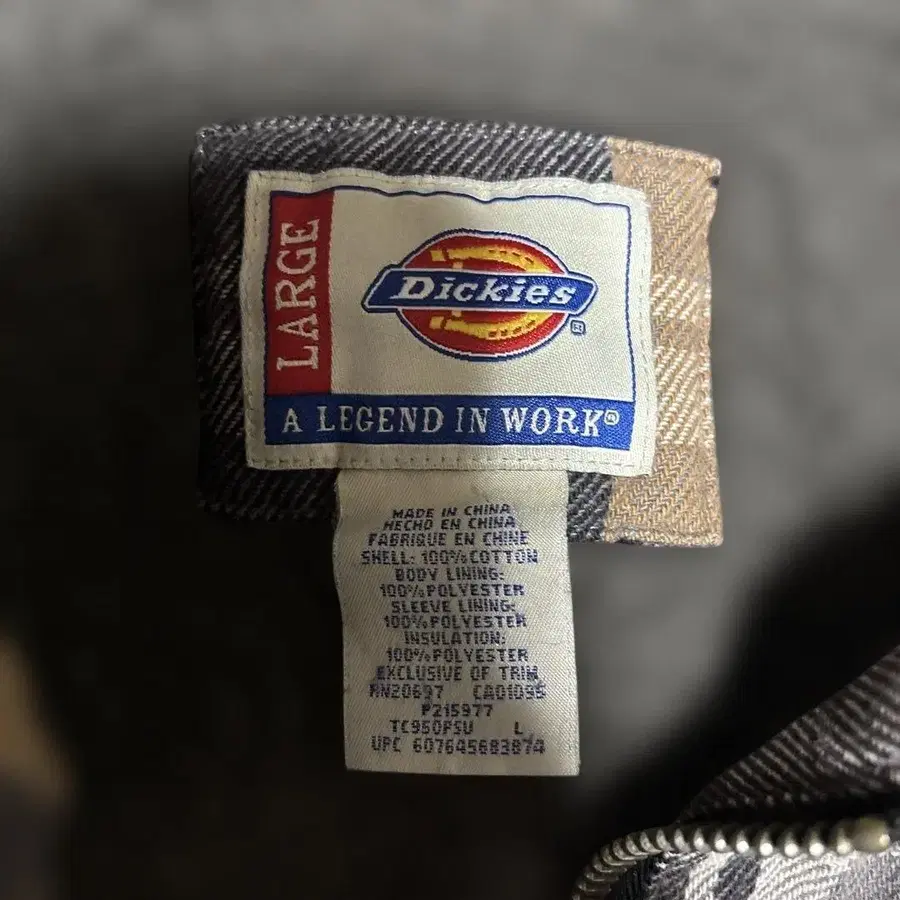 LARGE
Dickies®
A LEGEND IN WORK®
MADE IN CHINA
HECHO EN CHINA
FABRIQUE EN CHINE
SHELL: 100% COTTON
BODY LINING:
100% POLYESTER
SLEEVE LINING:
100% POLYESTER
INSULATION:
100% POLYESTER
EXCLUSIVE OF TRIM
RN20697 CA01095
P215977
TC950PSU L
UPC 607645683874